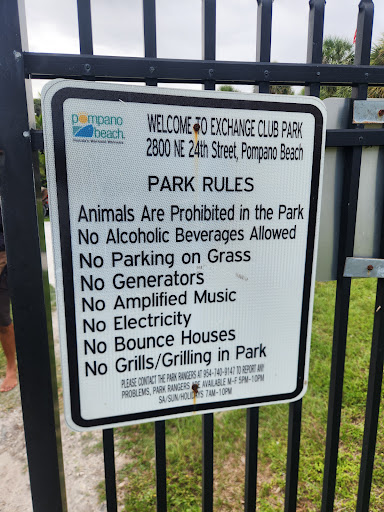 pompano
beach
Florida's Warmest Welcome
WELCOME TO EXCHANGE CLUB PARK
2800 NE 24th Street, Pompano Beach
PARK RULES
Animals Are Prohibited in the Park
No Alcoholic Beverages Allowed
No Parking on Grass
No Generators
No Amplified Music
No Electricity
No Bounce Houses
No Grills/Grilling in Park
PLEASE CONTACT THE PARK RANGERS AT 954-740-9147 TO REPORT ANY
PROBLEMS, PARK RANGERS ARE AVAILABLE M-F 5PM-10PM
SA/SUN/HOLIDAYS 7AM-10PM